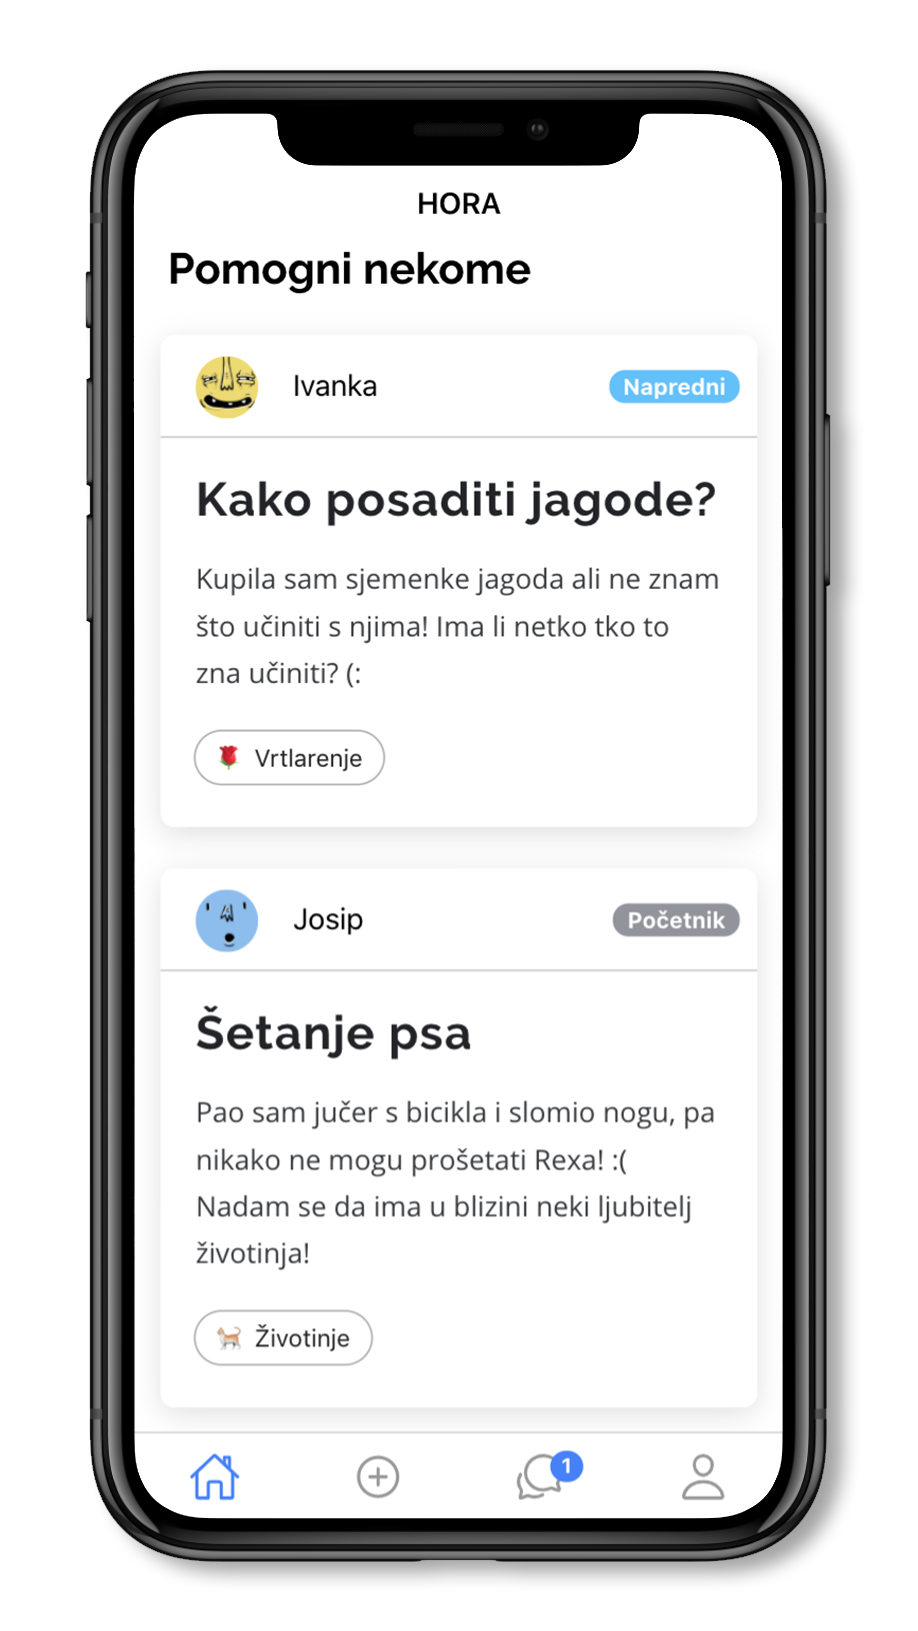 HORA
Pomogni nekome
Ivanka
Napredni
Kako posaditi jagode?
Kupila sam sjemenke jagoda ali ne znam
što učiniti s njima! Ima li netko tko to
zna učiniti? (:
Vrtlarenje
Josip
Početnik
Šetanje psa
Pao sam jučer s bicikla i slomio nogu, pa
nikako ne mogu prošetati Rexa! :(
Nadam se da ima u blizini neki ljubitelj
životinja!
Životinje
1